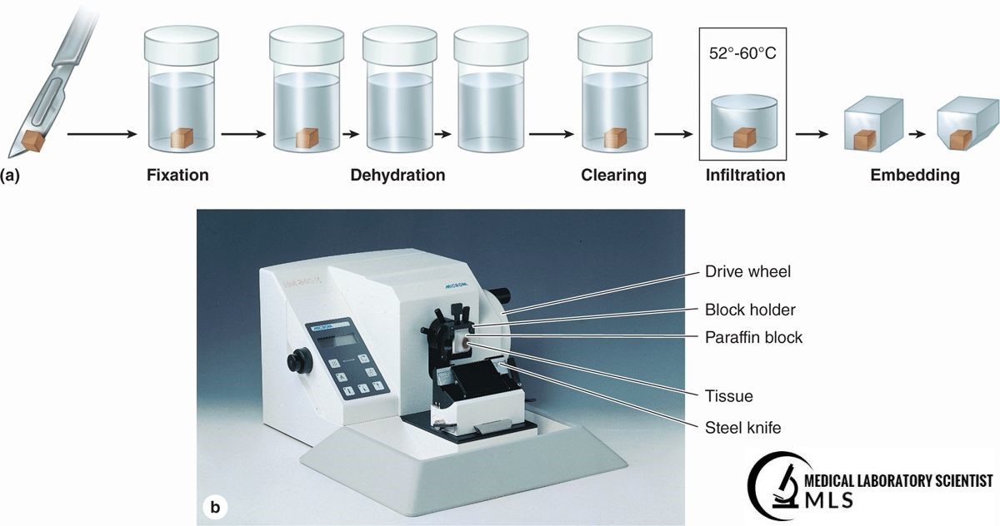 52°-60°C
(a)
Fixation
Dehydration
Clearing
Infiltration
Embedding
MICROM
MICROM
Drive wheel
Block holder
Paraffin block
Tissue
Steel knife
b
MEDICAL LABORATORY SCIENTIST
MLS